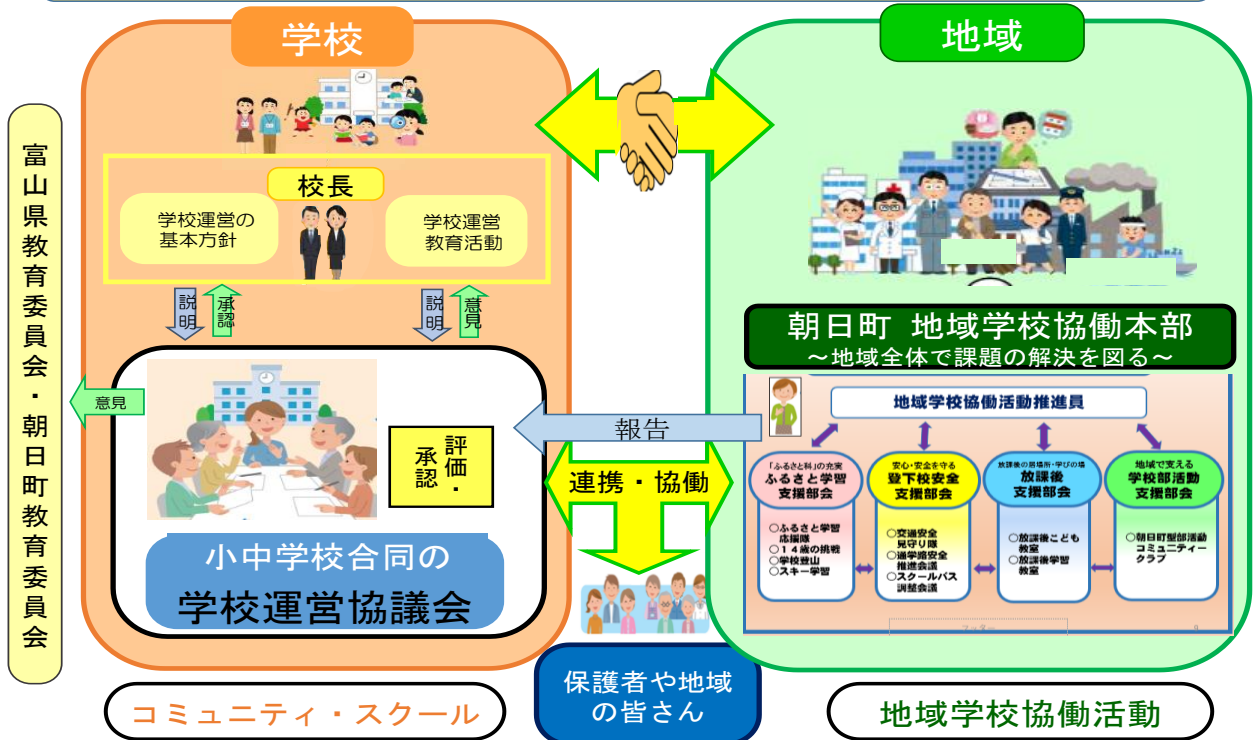 学校
地域
富山県教育委員会・朝日町教育委員会
校長
学校運営の
基本方針
学校運営
教育活動
説明
承認
説明
意見
意見
評価・
承認
小中学校合同の
学校運営協議会
報告
連携・協働
朝日町 地域学校協働本部
～地域全体で課題の解決を図る～
地域学校協働活動推進員
「ふるさと科」の充実
ふるさと学習
支援部会
○ふるさと学習
応援隊
○14歳の挑戦
○学校登山
○スキー学習
安心・安全を守る
登下校安全
支援部会
○交通安全
見守り隊
○通学路安全
推進会議
○スクールバス
調整会議
放課後の居場所・学びの場
放課後
支援部会
○放課後こども
教室
○放課後学習
教室
地域で支える
学校部活動
支援部会
○朝日町型部活動
コミュニティー
クラブ
9
保護者や地域
の皆さん
コミュニティ・スクール
地域学校協働活動